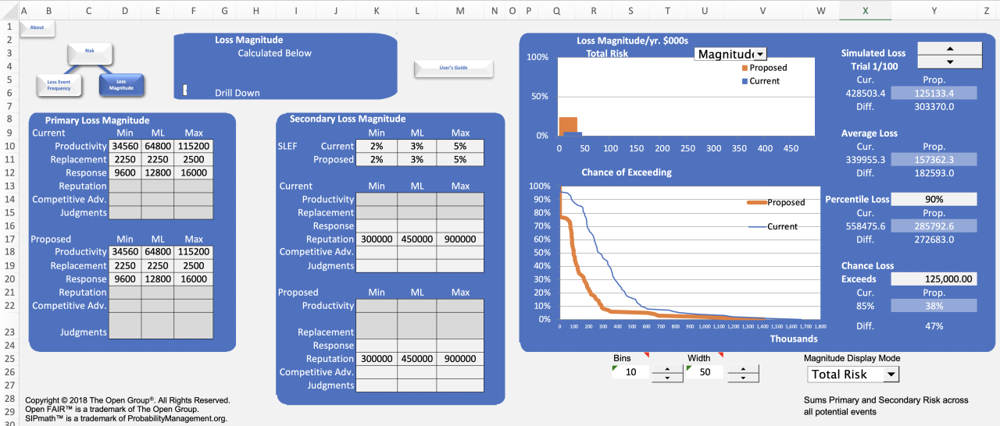 A B C D E F G H I J K L M N O P Q R S T U V W X Y Z
1 About
2 Loss Magnitude Loss Magnitude/yr. $000s
3 Risk Calculated Below Total Risk Magnitude Simulated Loss
4 100% Proposed Trial 1/100
5 Loss Event Frequency Loss Magnitude User's Guide Current Cur. Prop.
6 Drill Down 50% 428503.4 125133.4
7 Diff. 303370.0
8 Primary Loss Magnitude Secondary Loss Magnitude
9 Current Min ML Max Min ML Max 0% Average Loss
10 Productivity 34560 64800 115200 SLEF Current 2% 3% 5% 0 50 100 150 200 250 300 350 400 450 Cur. Prop.
11 Replacement 2250 2250 2500 Proposed 2% 3% 5% 339955.3 157362.3
12 Response 9600 12800 16000 Chance of Exceeding Diff. 182593.0
13 Reputation Current Min ML Max 100%
14 Competitive Adv. Productivity 90% Proposed Percentile Loss 90%
15 Judgments Replacement 80% Cur. Prop.
16 Response 70% Current 558475.6 285792.6
17 Proposed Min ML Max Reputation 300000 450000 900000 60% Diff. 272683.0
18 Productivity 34560 64800 115200 Competitive Adv. 50%
19 Replacement 2250 2250 2500 Judgments 40% Chance Loss
20 Response 9600 12800 16000 30% Exceeds 125,000.00
21 Reputation Proposed Min ML Max 20% Cur. Prop.
22 Competitive Adv. Productivity 10% 85% 38%
0%
0 100 200 300 400 500 600 700 800 900 1,000 1,100 1,200 1,300 1,400 1,500 1,600 1,700 1,800
23 Judgments Replacement Thousands Diff. 47%
24 Response
25 Reputation 300000 450000 900000 Bins Width Magnitude Display Mode
26 Competitive Adv. 10 50 Total Risk
27 Judgments
28 Copyright © 2018 The Open Group®. All Rights Reserved. Sums Primary and Secondary Risk across
29 Open FAIR™ is a trademark of The Open Group. all potential events
30 SIPmath™ is a trademark of ProbabilityManagement.org.